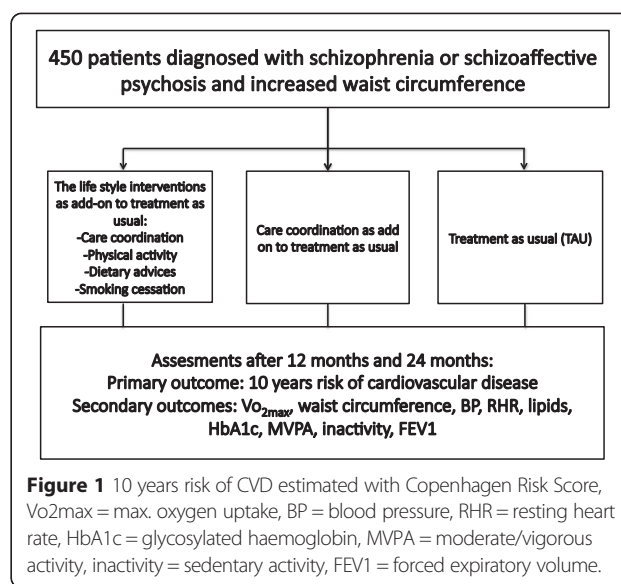 450 patients diagnosed with schizophrenia or schizoaffective
psychosis and increased waist circumference
The life style interventions
as add-on to treatment as
usual:
-Care coordination
-Physical activity
-Dietary advices
-Smoking cessation
Care coordination as add
on to treatment as usual
Treatment as usual (TAU)
Assesments after 12 months and 24 months:
Primary outcome: 10 years risk of cardiovascular disease
Secondary outcomes: Vo2max, waist circumference, BP, RHR, lipids,
HbA1c, MVPA, inactivity, FEV1
Figure 1 10 years risk of CVD estimated with Copenhagen Risk Score,
Vo2max = max. oxygen uptake, BP = blood pressure, RHR = resting heart
rate, HbA1c = glycosylated haemoglobin, MVPA = moderate/vigorous
activity, inactivity = sedentary activity, FEV1 = forced expiratory volume.